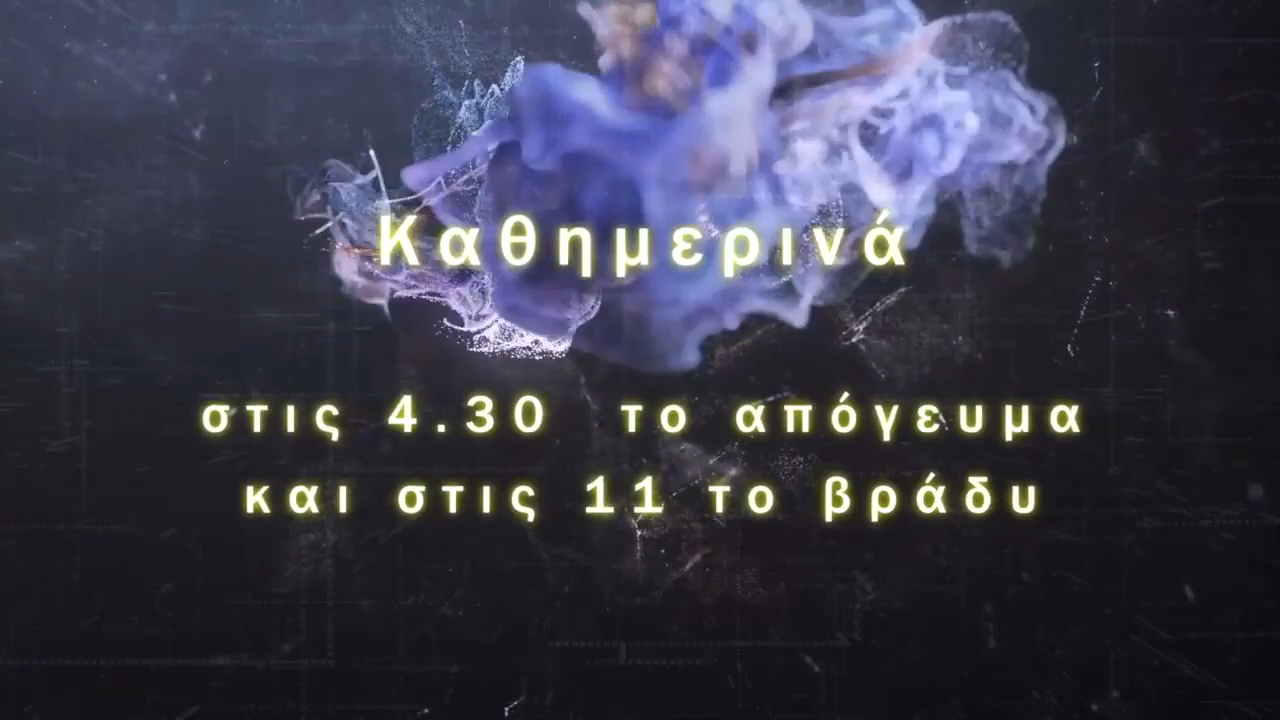 Καθημερινά
στις 4.30 το απόγευμα
και στις 11 το βράδυ